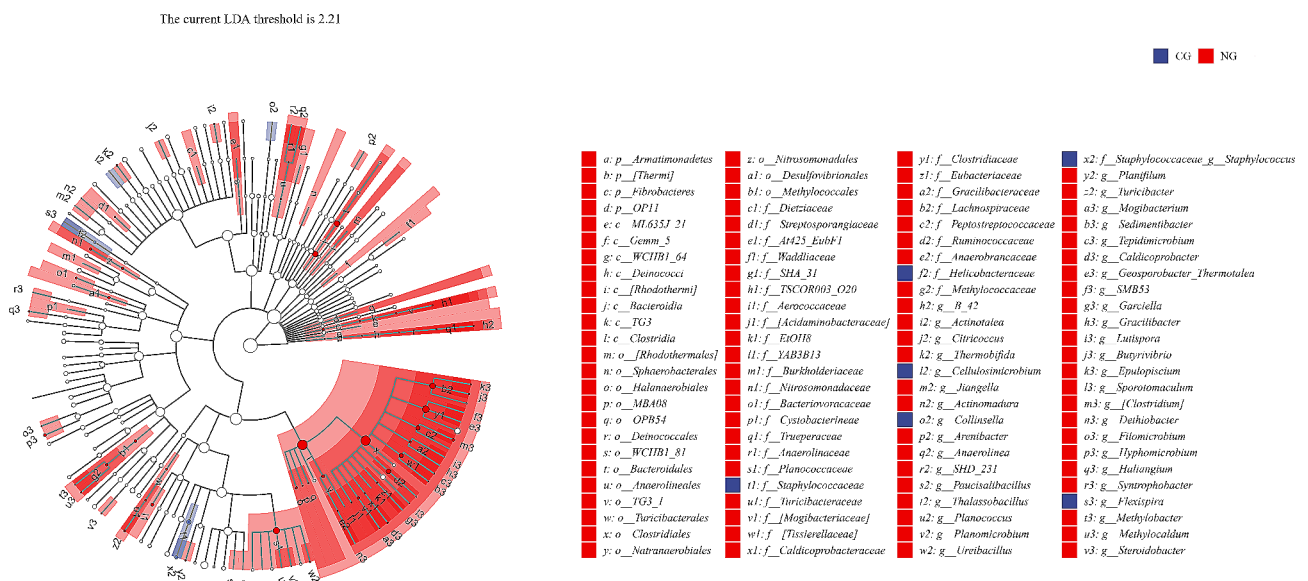 The current LDA threshold is 2.21
CG
NG
a: p__Armatimonadetes
b: p__[Thermi]
c: p__Fibrobacteres
d: p__OP11
e: c__ML635J_21
f: c__Gemm_5
g: c__WCHB1_64
h: c__Deinococci
i: c__[Rhodothermi]
j: c__Bacteroidia
k: c__TG3
l: c__Clostridia
m: o__[Rhodothermales]
n: o__Sphaerobacterales
o: o__Halanaerobiales
p: o__MBA08
q: o__OPB54
r: o__Deinococcales
s: o__WCHB1_81
t: o__Bacteroidales
u: o__Anaerolineales
v: o__TG3_1
w: o__Turicibacterales
x: o__Clostridiales
y: o__Natranaerobiales
z: o__Nitrosomonadales
a1: o__Desulfovibrionales
b1: o__Methylococcales
c1: f__Dietziaceae
d1: f__Streptosporangiaceae
e1: f__At425_EubF1
f1: f__Waddliaceae
g1: f__SHA_31
h1: f__TSCOR003_O20
i1: f__Aerococcaceae
j1: f__[Acidaminobacteraceae]
k1: f__EtOH8
l1: f__YAB3B13
m1: f__Burkholderiaceae
n1: f__Nitrosomonadaceae
o1: f__Bacteriovoracaceae
p1: f__Cystobacterineae
q1: f__Trueperaceae
r1: f__Anaerolinaceae
s1: f__Planococcaceae
t1: f__Staphylococcaceae
u1: f__Turicibacteraceae
v1: f__[Mogibacteriaceae]
w1: f__[Tissierellaceae]
x1: f__Caldicoprobacteraceae
y1: f__Clostridiaceae
z1: f__Eubacteriaceae
a2: f__Gracilibacteraceae
b2: f__Lachnospiraceae
c2: f__Peptostreptococcaceae
d2: f__Ruminococcaceae
e2: f__Anaerobrancaceae
f2: f__Helicobacteraceae
g2: f__Methylococcaceae
h2: g__B_42
i2: g__Actinotalea
j2: g__Citricoccus
k2: g__Thermobifida
l2: g__Cellulosimicrobium
m2: g__Jiangella
n2: g__Actinomadura
o2: g__Collinsella
p2: g__Arenibacter
q2: g__Anaerolinea
r2: g__SHD_231
s2: g__Paucisalibacillus
t2: g__Thalassobacillus
u2: g__Planococcus
v2: g__Planomicrobium
w2: g__Ureibacillus
x2: f__Staphylococcaceae_g__Staphylococcus
y2: g__Planifilum
z2: g__Turicibacter
a3: g__Mogibacterium
b3: g__Sedimentibacter
c3: g__Tepidimicrobium
d3: g__Caldicoprobacter
e3: g__Geosporobacter_Thermotalea
f3: g__SMB53
g3: g__Garciella
h3: g__Gracilibacter
i3: g__Lutispora
j3: g__Butyrivibrio
k3: g__Epulopiscium
l3: g__Sporotomaculum
m3: g__[Clostridium]
n3: g__Dethiobacter
o3: g__Filomicrobium
p3: g__Hyphomicrobium
q3: g__Haliangium
r3: g__Syntrophobacter
s3: g__Flexispira
t3: g__Methylobacter
u3: g__Methylocaldum
v3: g__Steroidobacter